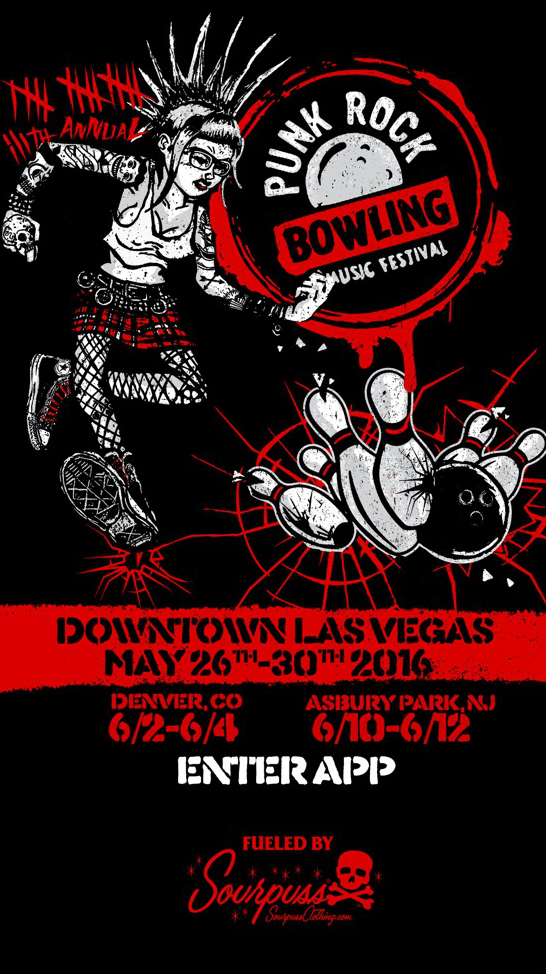 IIITH ANNUAL
PUNK ROCK
BOWLING
MUSIC FESTIVAL
DOWNTOWN LAS VEGAS
MAY 26TH-30TH 2016
DENVER, CO
6/2-6/4
ASBURY PARK, NJ
6/10-6/12
ENTER APP
FUELED BY
Sourpuss
SourpussClothing.com